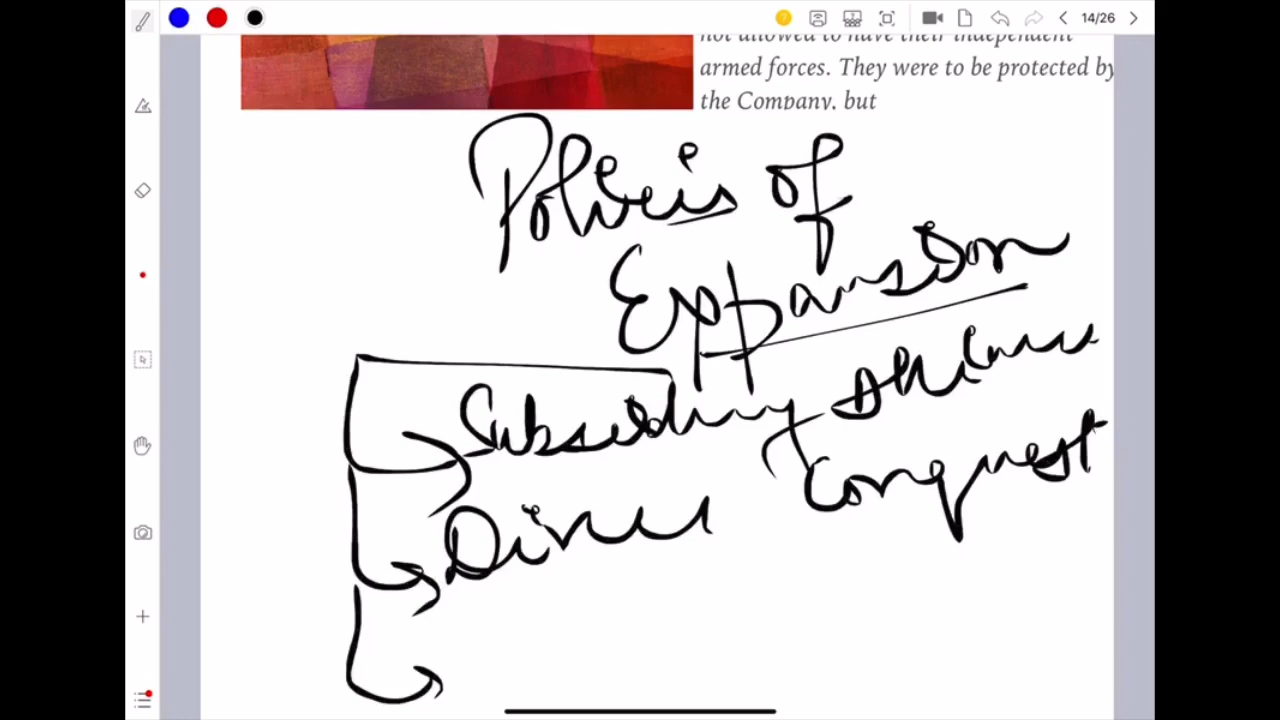 14/26
not allowed to have their independent
armed forces. They were to be protected by
the Company, but
Policeis of
Expansion
Subsidiary Alliance
Direct Conquest